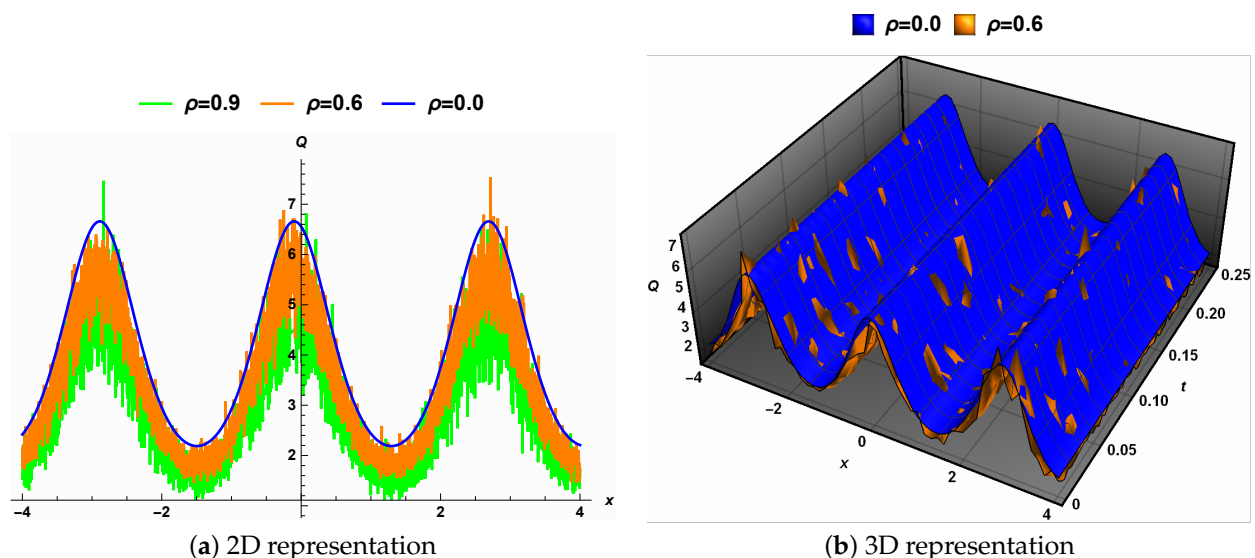 ρ=0.9 ρ=0.6 ρ=0.0
Q
7
6
5
4
3
2
−4 −2 0 2 4 x
(a) 2D representation
ρ=0.0 ρ=0.6
7
6
Q 5
4
3
2
−4
−2
0
x
2
4
0
0.05
0.10
t
0.15
0.20
0.25
(b) 3D representation